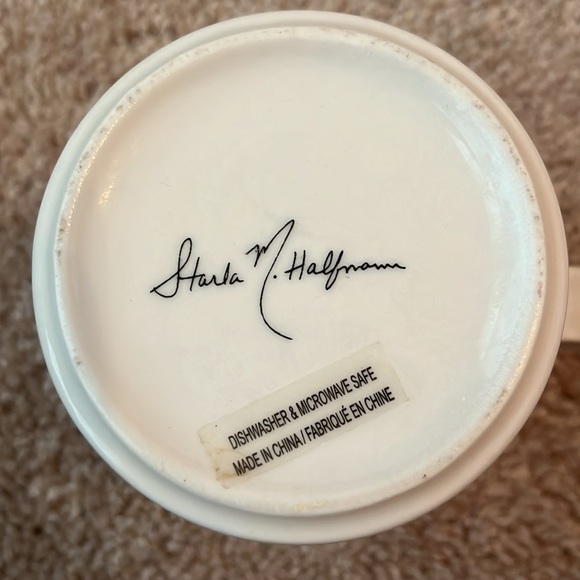 Starla M. Halfmann
DISHWASHER & MICROWAVE SAFE
MADE IN CHINA / FABRIQUÉ EN CHINE